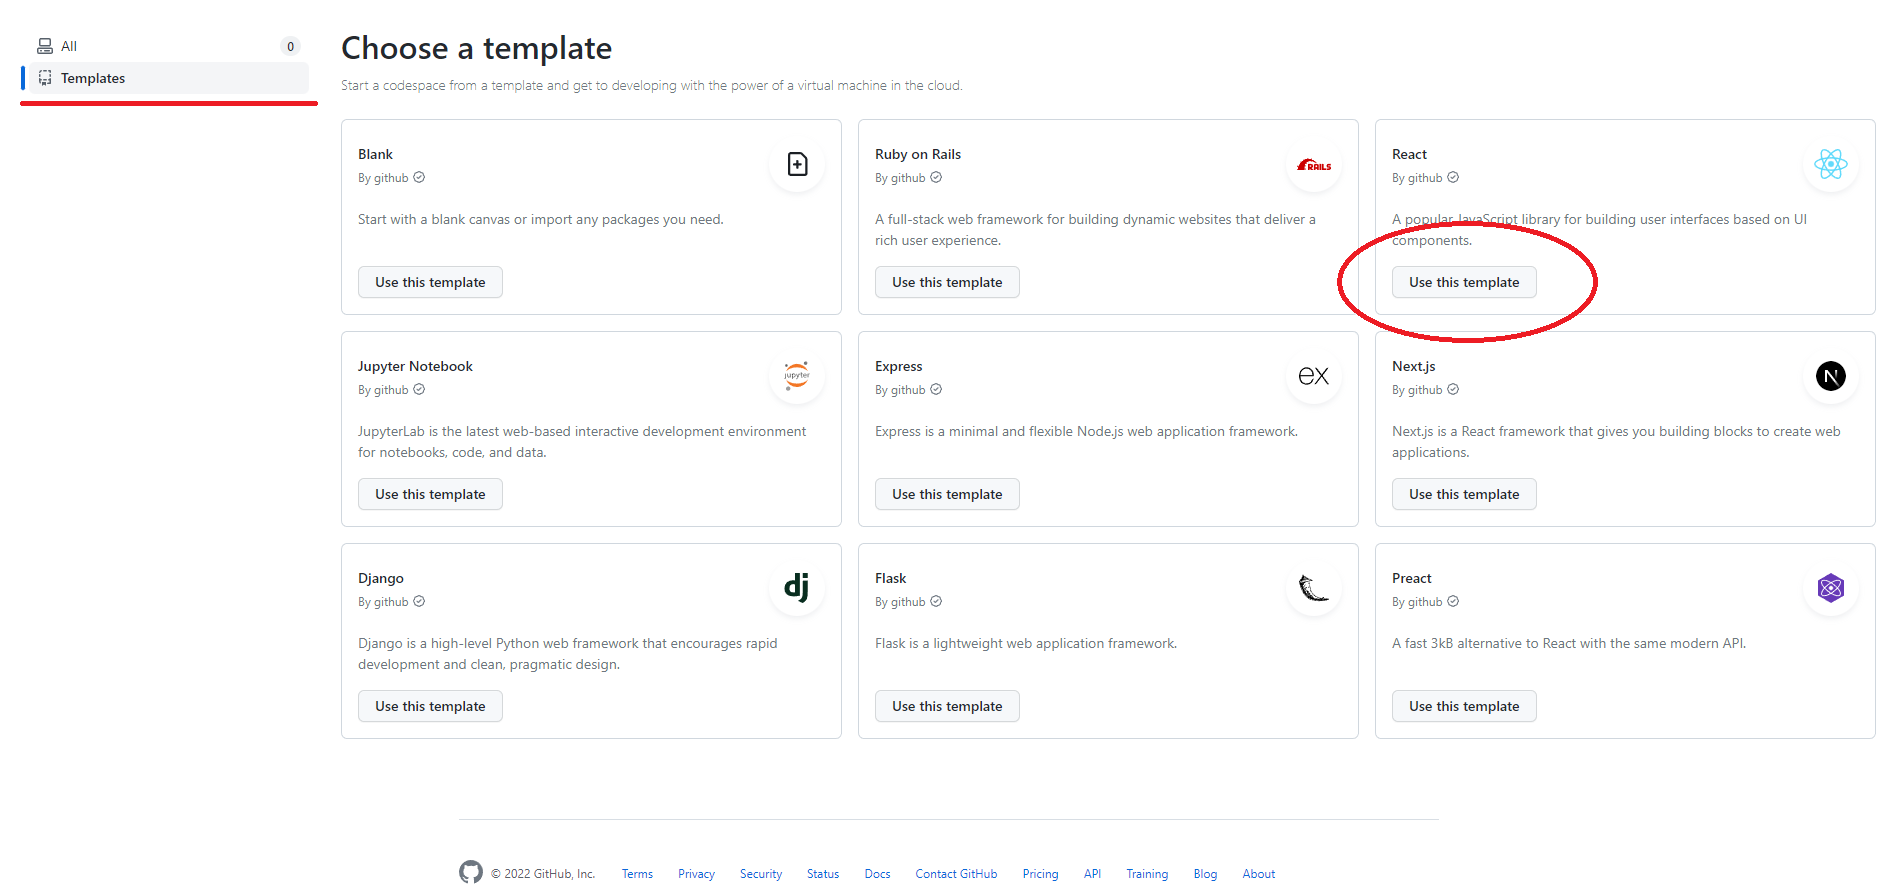 All 0
Templates
Choose a template
Start a codespace from a template and get to developing with the power of a virtual machine in the cloud.
Blank
By github
Start with a blank canvas or import any packages you need.
Use this template
Ruby on Rails
By github
RAILS
A full-stack web framework for building dynamic websites that deliver a
rich user experience.
Use this template
React
By github
A popular JavaScript library for building user interfaces based on UI
components.
Use this template
Jupyter Notebook
By github
jupyter
JupyterLab is the latest web-based interactive development environment
for notebooks, code, and data.
Use this template
Express
By github
ex
Express is a minimal and flexible Node.js web application framework.
Use this template
Next.js
By github
N
Next.js is a React framework that gives you building blocks to create web
applications.
Use this template
Django
By github
dj
Django is a high-level Python web framework that encourages rapid
development and clean, pragmatic design.
Use this template
Flask
By github
Flask is a lightweight web application framework.
Use this template
Preact
By github
A fast 3kB alternative to React with the same modern API.
Use this template
© 2022 GitHub, Inc. Terms Privacy Security Status Docs Contact GitHub Pricing API Training Blog About